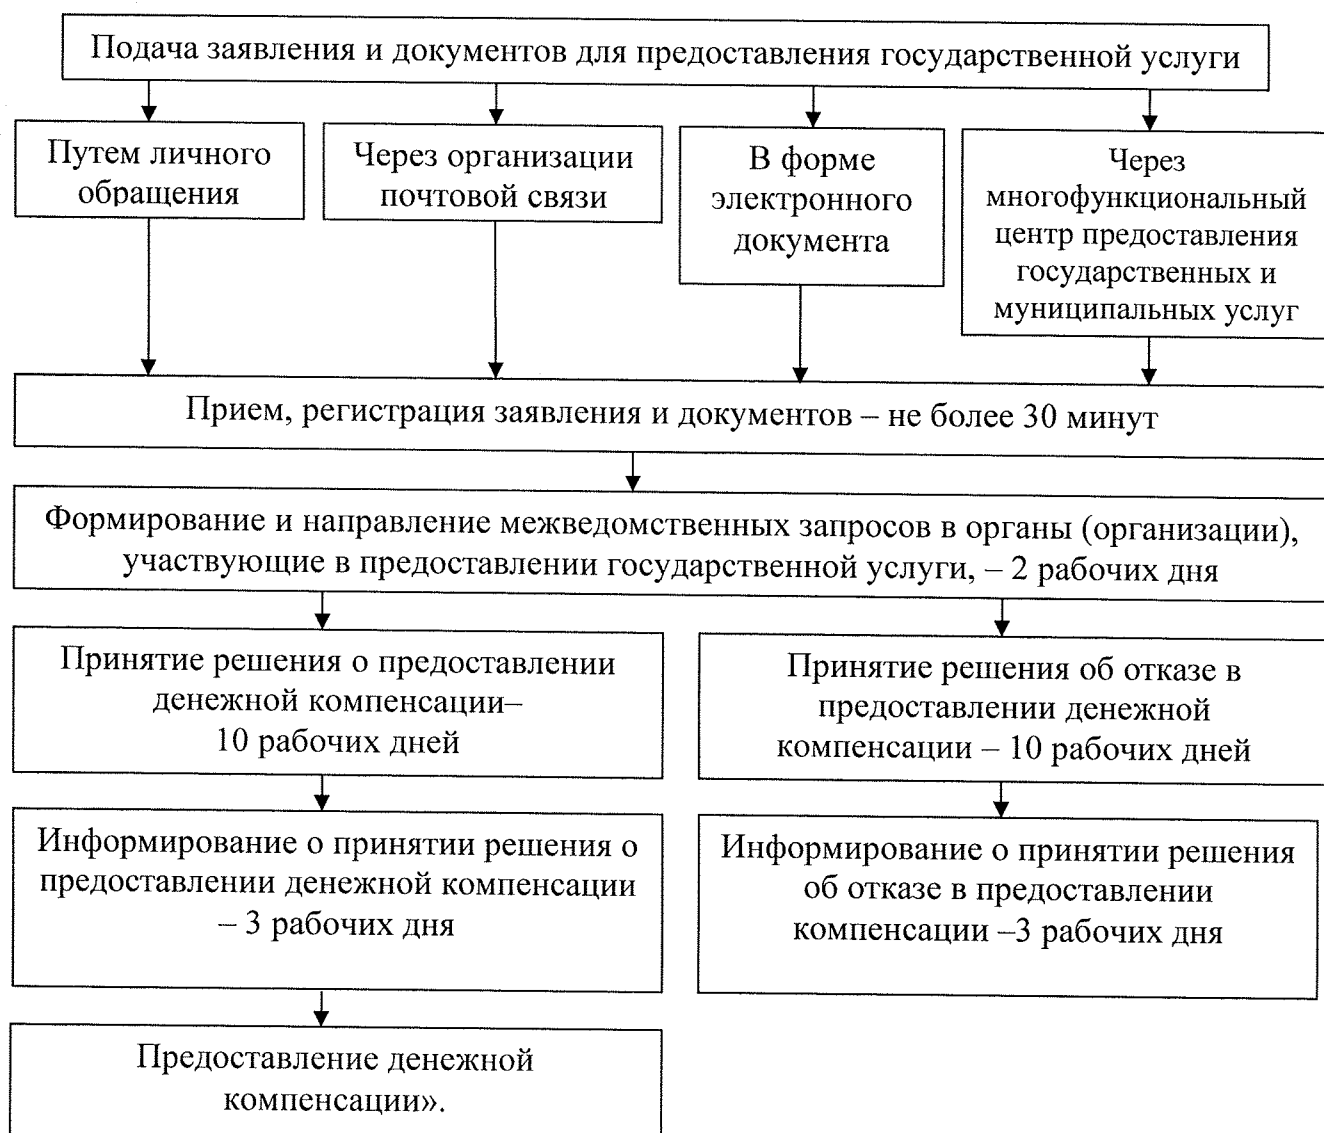 Подача заявления и документов для предоставления государственной услуги
Путем личного
обращения
Через организации
почтовой связи
В форме
электронного
документа
Через
многофункциональный
центр предоставления
государственных и
муниципальных услуг
Прием, регистрация заявления и документов – не более 30 минут
Формирование и направление межведомственных запросов в органы (организации),
участвующие в предоставлении государственной услуги, – 2 рабочих дня
Принятие решения о предоставлении
денежной компенсации–
10 рабочих дней
Принятие решения об отказе в
предоставлении денежной
компенсации – 10 рабочих дней
Информирование о принятии решения о
предоставлении денежной компенсации
– 3 рабочих дня
Информирование о принятии решения
об отказе в предоставлении
компенсации –3 рабочих дня
Предоставление денежной
компенсации».